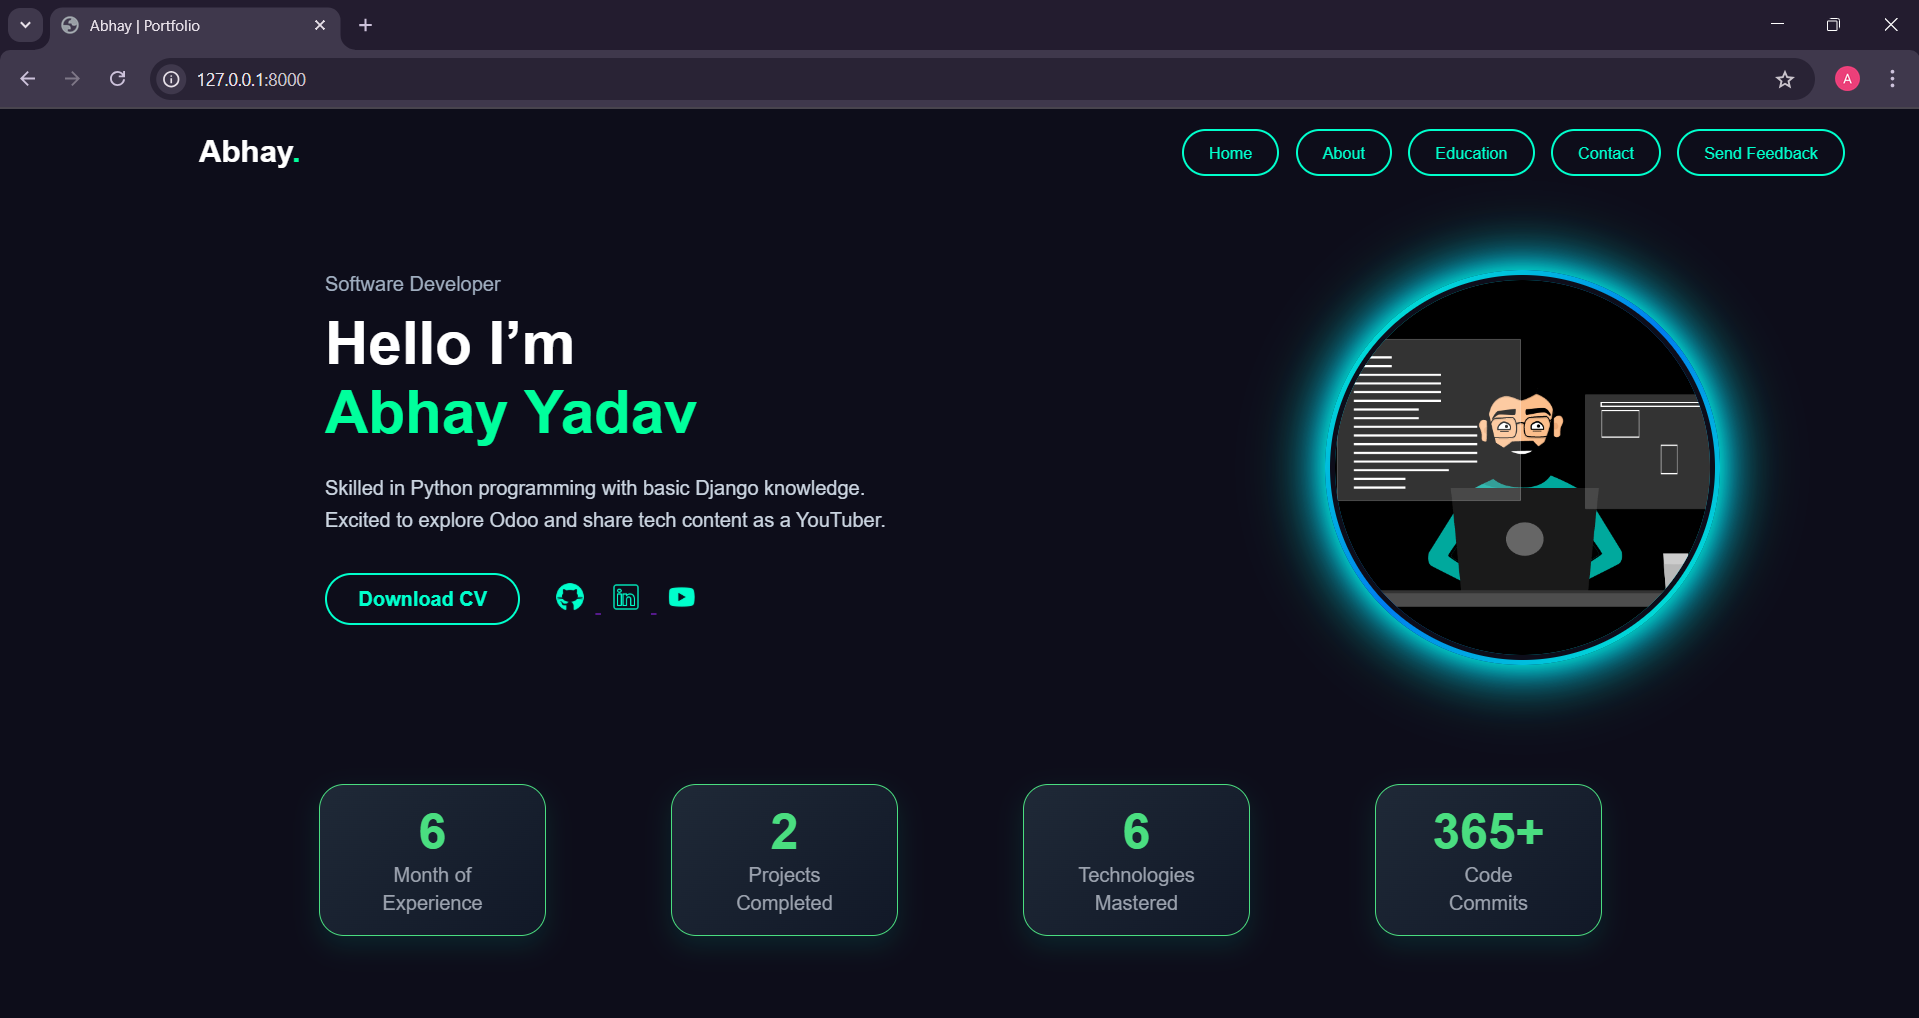 Abhay | Portfolio
127.0.0.1:8000
A
Abhay.
Home
About
Education
Contact
Send Feedback
Software Developer
Hello I’m
Abhay Yadav
Skilled in Python programming with basic Django knowledge.
Excited to explore Odoo and share tech content as a YouTuber.
Download CV
in
6
Month of
Experience
2
Projects
Completed
6
Technologies
Mastered
365+
Code
Commits